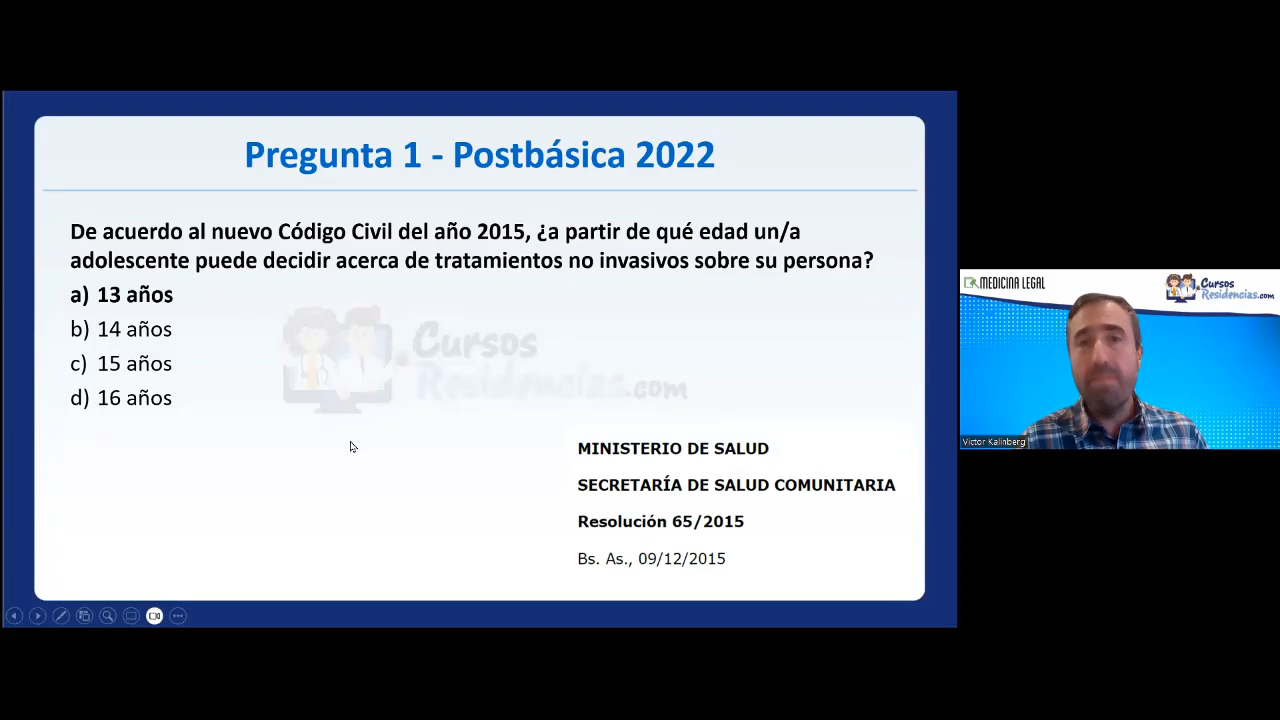 Pregunta 1 - Postbásica 2022
De acuerdo al nuevo Código Civil del año 2015, ¿a partir de qué edad un/a
adolescente puede decidir acerca de tratamientos no invasivos sobre su persona?
a) 13 años
b) 14 años
c) 15 años
d) 16 años
Cursos
Residencias.com
MINISTERIO DE SALUD
SECRETARÍA DE SALUD COMUNITARIA
Resolución 65/2015
Bs. As., 09/12/2015
MEDICINA LEGAL
Cursos
Residencias.com
Victor Kalinberg